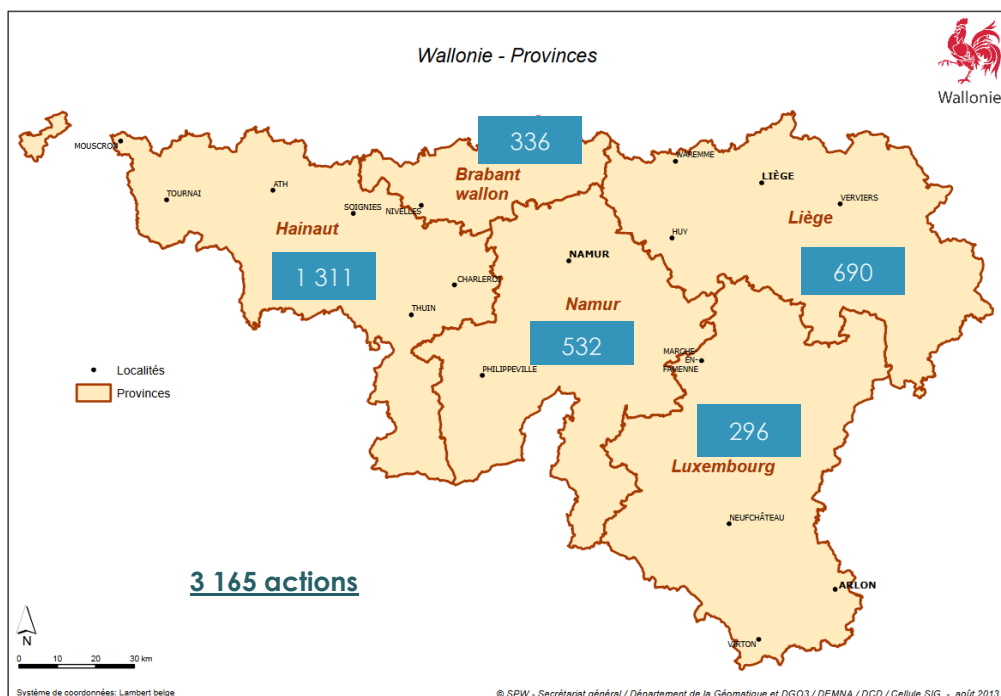 Wallonie - Provinces
Wallonie
MOUSCRON
336
Brabant
wallon
WAREMME
LIÈGE
TOURNAI
ATH
SOIGNIES
NIVELLES
VERVIERS
Hainaut
Liège
HUY
NAMUR
1 311
CHARLEROI
690
Namur
THUIN
532
MARCHE-
EN-
FAMENNE
PHILIPPEVILLE
Localités
Provinces
296
Luxembourg
NEUFCHÂTEAU
3 165 actions
ARLON
VIRTON
N
0 10 20 30 km
Système de coordonnées: Lambert belge
© SPW - Secrétariat général / Département de la Géomatique et DGO3 / DEMNA / DCD / Cellule SIG - août 2013